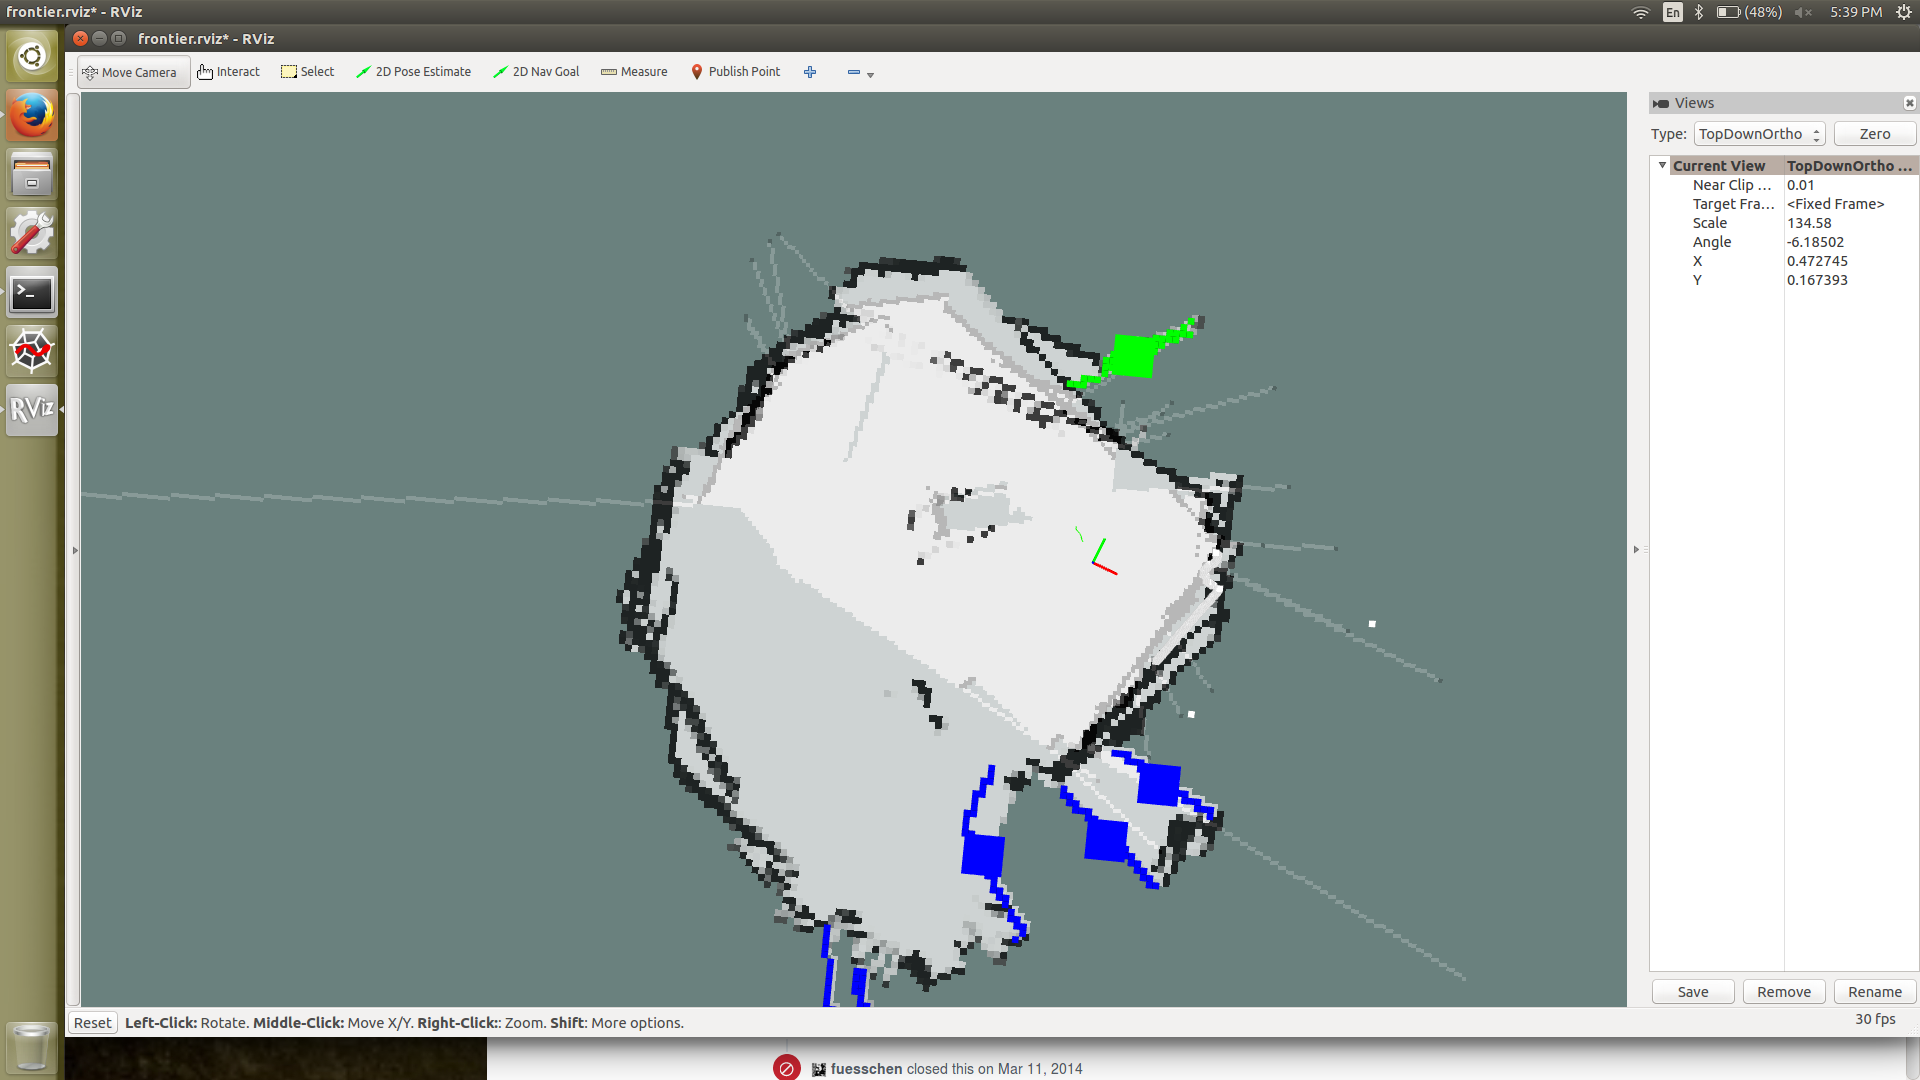 frontier.rviz* - RViz
En
(48%)
5:39 PM
frontier.rviz* - RViz
Move Camera
Interact
Select
2D Pose Estimate
2D Nav Goal
Measure
Publish Point
Views
Type:
TopDownOrtho
Zero
Current View
TopDownOrtho ...
Near Clip ...
0.01
Target Fra...
<Fixed Frame>
Scale
134.58
Angle
-6.18502
X
0.472745
Y
0.167393
RViz
Save
Remove
Rename
Reset
Left-Click: Rotate. Middle-Click: Move X/Y. Right-Click:: Zoom. Shift: More options.
30 fps
fuesschen closed this on Mar 11, 2014